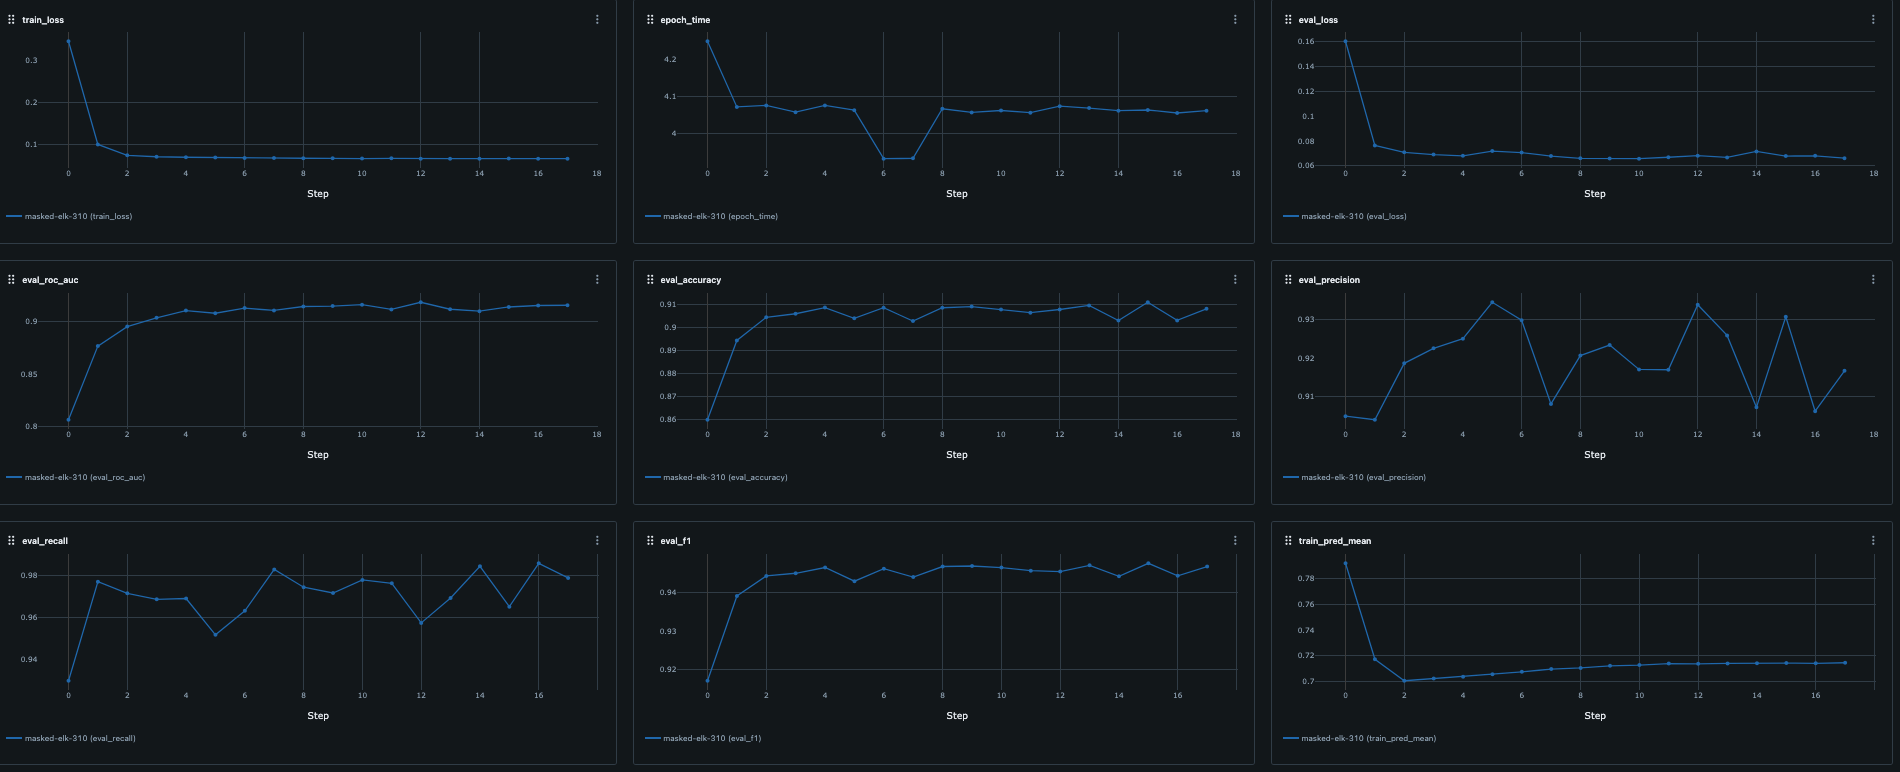 train_loss
0.3
0.2
0.1
0 2 4 6 8 10 12 14 16 18
Step
masked-elk-310 (train_loss)
epoch_time
4.2
4.1
4
0 2 4 6 8 10 12 14 16 18
Step
masked-elk-310 (epoch_time)
eval_loss
0.16
0.14
0.12
0.1
0.08
0.06
0 2 4 6 8 10 12 14 16 18
Step
masked-elk-310 (eval_loss)
eval_roc_auc
0.9
0.85
0.8
0 2 4 6 8 10 12 14 16 18
Step
masked-elk-310 (eval_roc_auc)
eval_accuracy
0.91
0.9
0.89
0.88
0.87
0.86
0 2 4 6 8 10 12 14 16 18
Step
masked-elk-310 (eval_accuracy)
eval_precision
0.93
0.92
0.91
0 2 4 6 8 10 12 14 16 18
Step
masked-elk-310 (eval_precision)
eval_recall
0.98
0.96
0.94
0 2 4 6 8 10 12 14 16
Step
masked-elk-310 (eval_recall)
eval_f1
0.94
0.93
0.92
0 2 4 6 8 10 12 14 16
Step
masked-elk-310 (eval_f1)
train_pred_mean
0.78
0.76
0.74
0.72
0.7
0 2 4 6 8 10 12 14 16
Step
masked-elk-310 (train_pred_mean)